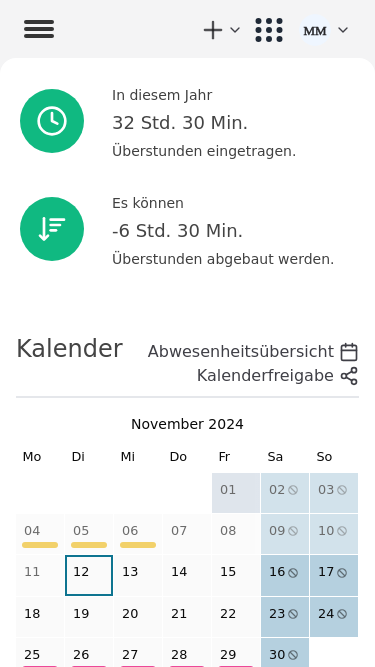 MM
In diesem Jahr
32 Std. 30 Min.
Überstunden eingetragen.
Es können
-6 Std. 30 Min.
Überstunden abgebaut werden.
Kalender
Abwesenheitsübersicht
Kalenderfreigabe
November 2024
Mo Di Mi Do Fr Sa So
01 02 03
04 05 06 07 08 09 10
11 12 13 14 15 16 17
18 19 20 21 22 23 24
25 26 27 28 29 30